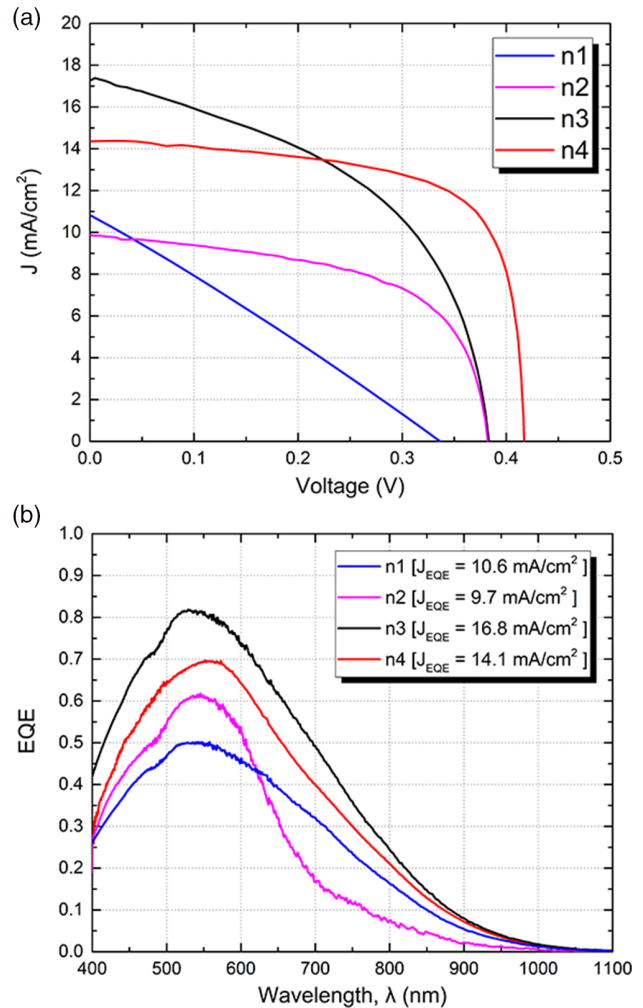 (a)
20
18
16
14
12
10
8
6
4
2
0
J (mA/cm²)
n1
n2
n3
n4
0.0 0.1 0.2 0.3 0.4 0.5
Voltage (V)
(b)
1.0
0.9
0.8
0.7
0.6
0.5
0.4
0.3
0.2
0.1
0.0
EQE
n1 [J_EQE = 10.6 mA/cm² ]
n2 [J_EQE = 9.7 mA/cm² ]
n3 [J_EQE = 16.8 mA/cm² ]
n4 [J_EQE = 14.1 mA/cm² ]
400 500 600 700 800 900 1000 1100
Wavelength, λ (nm)